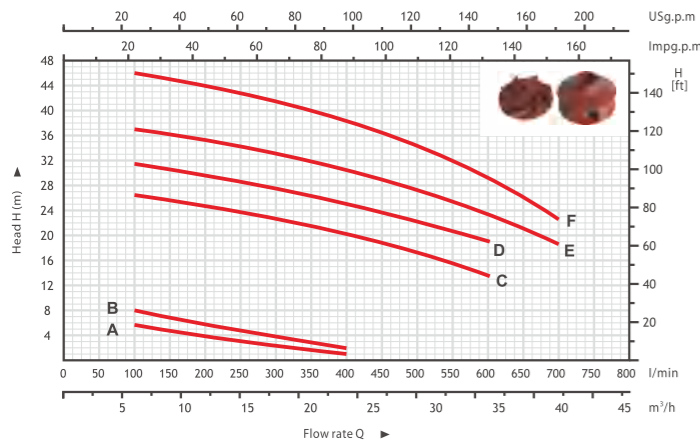 20 40 60 80 100 120 140 160 180 200 USg.p.m
20 40 60 80 100 120 140 160 Impg.p.m
48 H
[ft]
44 140
40
36 120
32
100
28
80
24 F
20 60
D E
16
C 40
12
B
8 20
A
4
Head H (m) ▲
0 50 100 150 200 250 300 350 400 450 500 550 600 650 700 750 800 l/min
5 10 15 20 25 30 35 40 45 m³/h
Flow rate Q ►